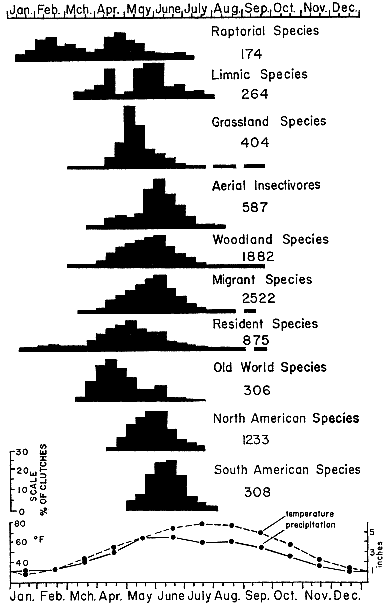 Jan. Feb. Mch. Apr. May June July Aug. Sep. Oct. Nov. Dec.
Raptorial Species
174
Limnic Species
264
Grassland Species
404
Aerial Insectivores
587
Woodland Species
1882
Migrant Species
2522
Resident Species
875
Old World Species
306
North American Species
1233
South American Species
308
30
20
10
0
SCALE
% OF CLUTCHES
80
60
40
°F
temperature
precipitation
5
3
1
inches
Jan. Feb. Mch. Apr. May June July Aug. Sep. Oct. Nov. Dec.